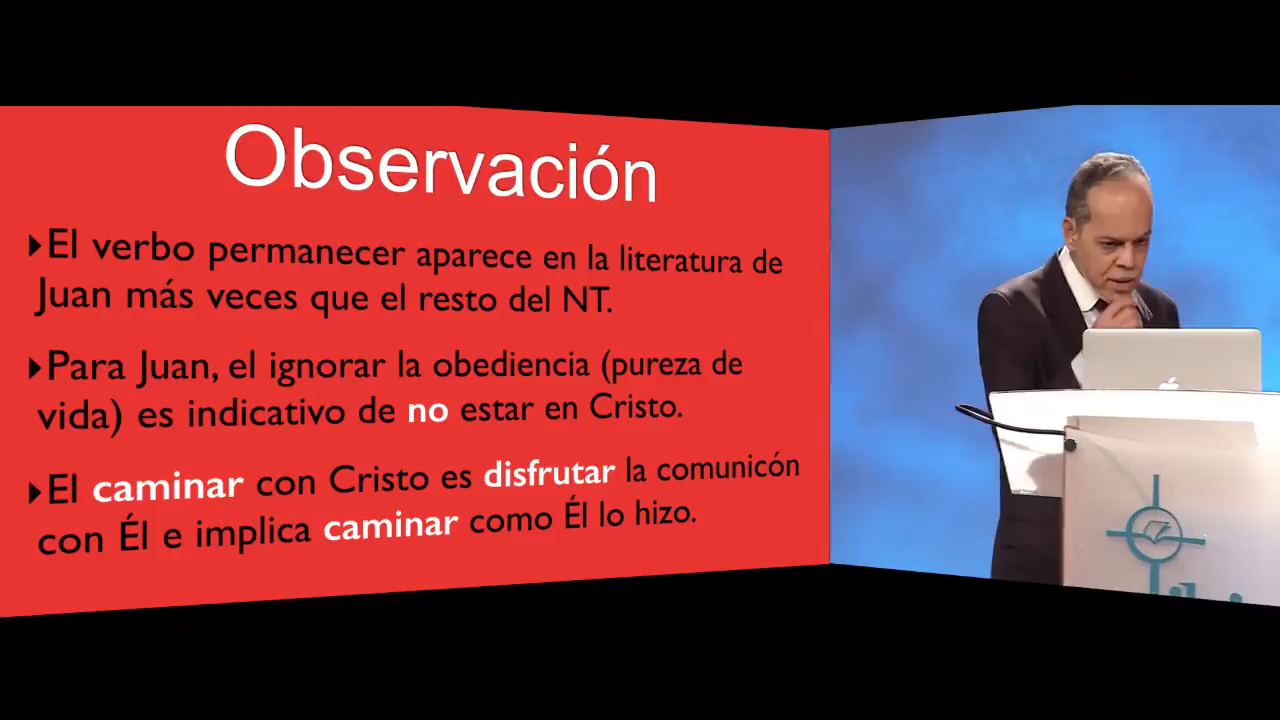 Observación
El verbo permanecer aparece en la literatura de
Juan más veces que el resto del NT.
Para Juan, el ignorar la obediencia (pureza de
vida) es indicativo de no estar en Cristo.
El caminar con Cristo es disfrutar la comunicón
con Él e implica caminar como Él lo hizo.